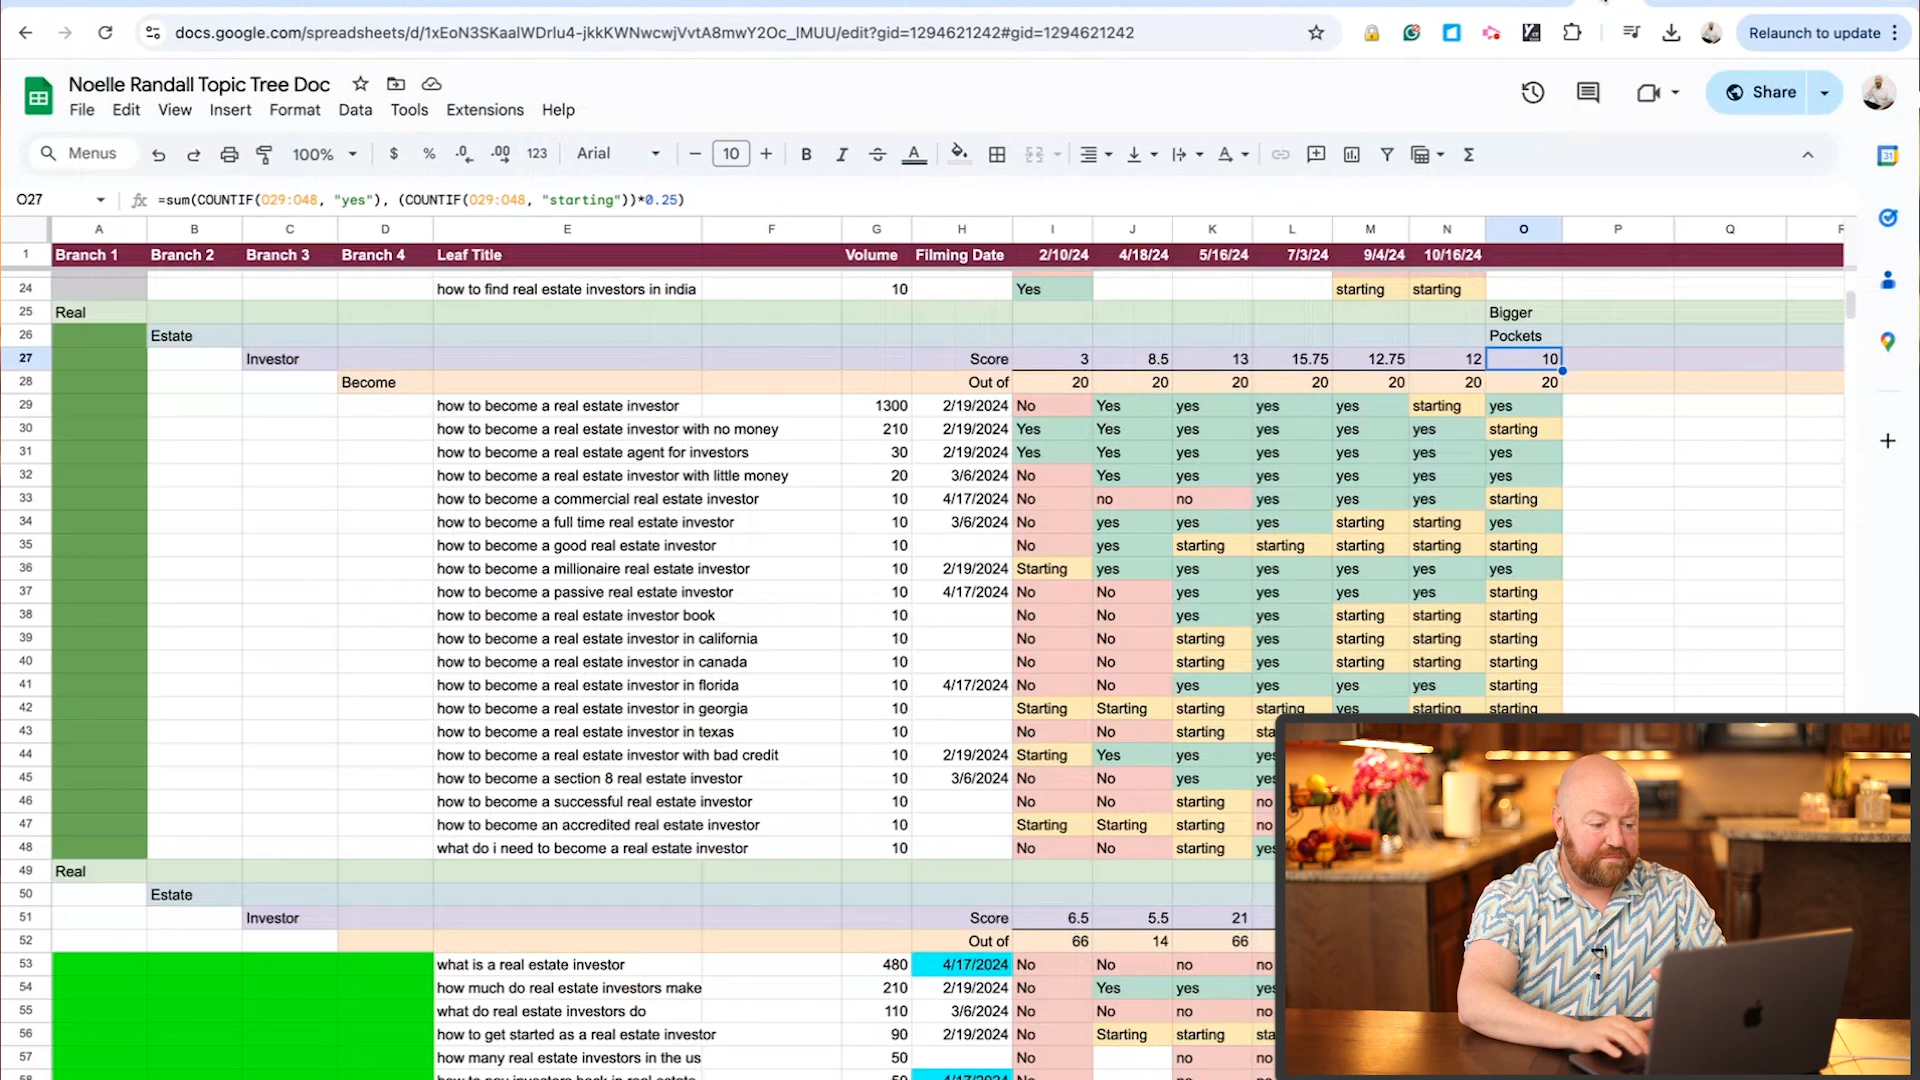 docs.google.com/spreadsheets/d/1xEoN3SKaalWDrlu4-jkkKWNwcwjVvtA8mwY2Oc_lMUU/edit?gid=1294621242#gid=1294621242 Relaunch to update
Noelle Randall Topic Tree Doc
File Edit View Insert Format Data Tools Extensions Help
Share
Menus 100% $ % .0 .00 123 Arial 10 B I A
O27 fx =sum(COUNTIF(O29:O48, "yes"), (COUNTIF(O29:O48, "starting"))*0.25)
A B C D E F G H I J K L M N O P Q
1 Branch 1 Branch 2 Branch 3 Branch 4 Leaf Title Volume Filming Date 2/10/24 4/18/24 5/16/24 7/3/24 9/4/24 10/16/24
24 how to find real estate investors in india 10 Yes starting starting
25 Real Bigger
26 Estate Pockets
27 Investor Score 3 8.5 13 15.75 12.75 12 10
28 Become Out of 20 20 20 20 20 20 20
29 how to become a real estate investor 1300 2/19/2024 No Yes yes yes yes starting yes
30 how to become a real estate investor with no money 210 2/19/2024 Yes Yes yes yes yes yes starting
31 how to become a real estate agent for investors 30 2/19/2024 Yes Yes yes yes yes yes yes
32 how to become a real estate investor with little money 20 3/6/2024 No Yes yes yes yes yes yes
33 how to become a commercial real estate investor 10 4/17/2024 No no no yes yes yes starting
34 how to become a full time real estate investor 10 3/6/2024 No yes yes yes starting starting yes
35 how to become a good real estate investor 10 No yes starting starting starting starting starting
36 how to become a millionaire real estate investor 10 2/19/2024 Starting yes yes yes yes yes yes
37 how to become a passive real estate investor 10 4/17/2024 No No yes yes yes yes starting
38 how to become a real estate investor book 10 No No yes yes starting starting starting
39 how to become a real estate investor in california 10 No No starting yes starting starting starting
40 how to become a real estate investor in canada 10 No No starting yes starting starting starting
41 how to become a real estate investor in florida 10 4/17/2024 No No yes yes yes yes starting
42 how to become a real estate investor in georgia 10 Starting Starting starting starting yes starting starting
43 how to become a real estate investor in texas 10 No No starting sta
44 how to become a real estate investor with bad credit 10 2/19/2024 Starting Yes yes yes
45 how to become a section 8 real estate investor 10 3/6/2024 No No yes yes
46 how to become a successful real estate investor 10 No No starting no
47 how to become an accredited real estate investor 10 Starting Starting starting no
48 what do i need to become a real estate investor 10 No No starting yes
49 Real
50 Estate
51 Investor Score 6.5 5.5 21
52 Out of 66 14 66
53 what is a real estate investor 480 4/17/2024 No No no no
54 how much do real estate investors make 210 2/19/2024 No Yes yes yes
55 what do real estate investors do 110 3/6/2024 No No no no
56 how to get started as a real estate investor 90 2/19/2024 No Starting starting sta
57 how many real estate investors in the us 50 No no no